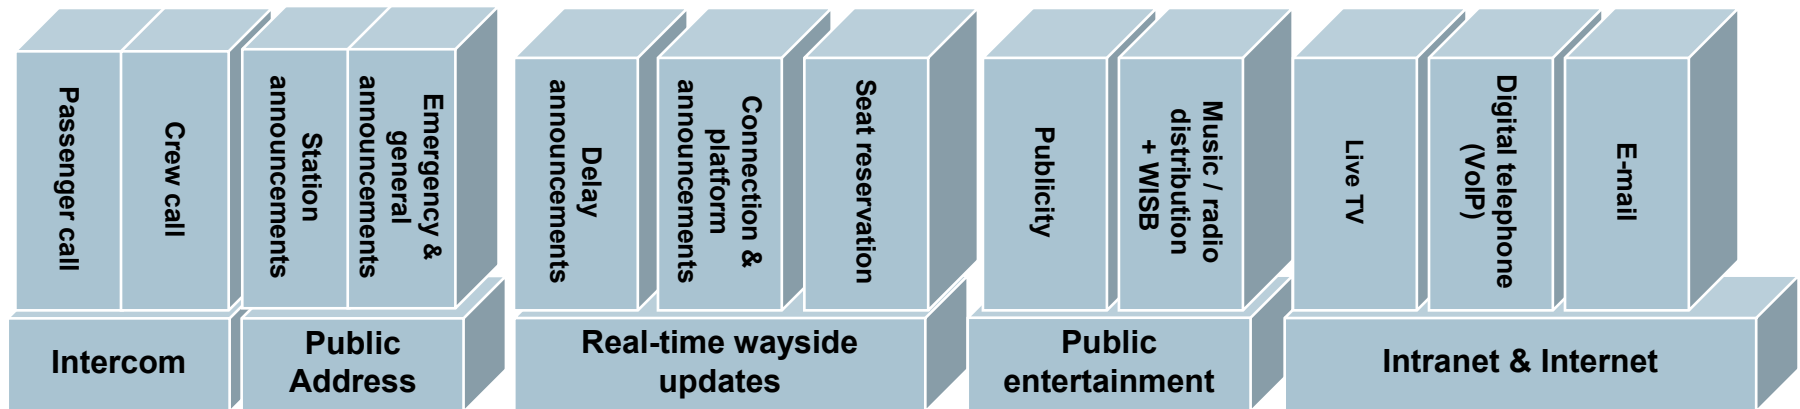 Passenger call
Crew call
Station
announcements
Emergency &
general
announcements
Delay
announcements
Connection &
platform
announcements
Seat reservation
Publicity
Music / radio
distribution
+ WISB
Live TV
Digital telephone
(VoIP)
E-mail
Intercom
Public
Address
Real-time wayside
updates
Public
entertainment
Intranet & Internet